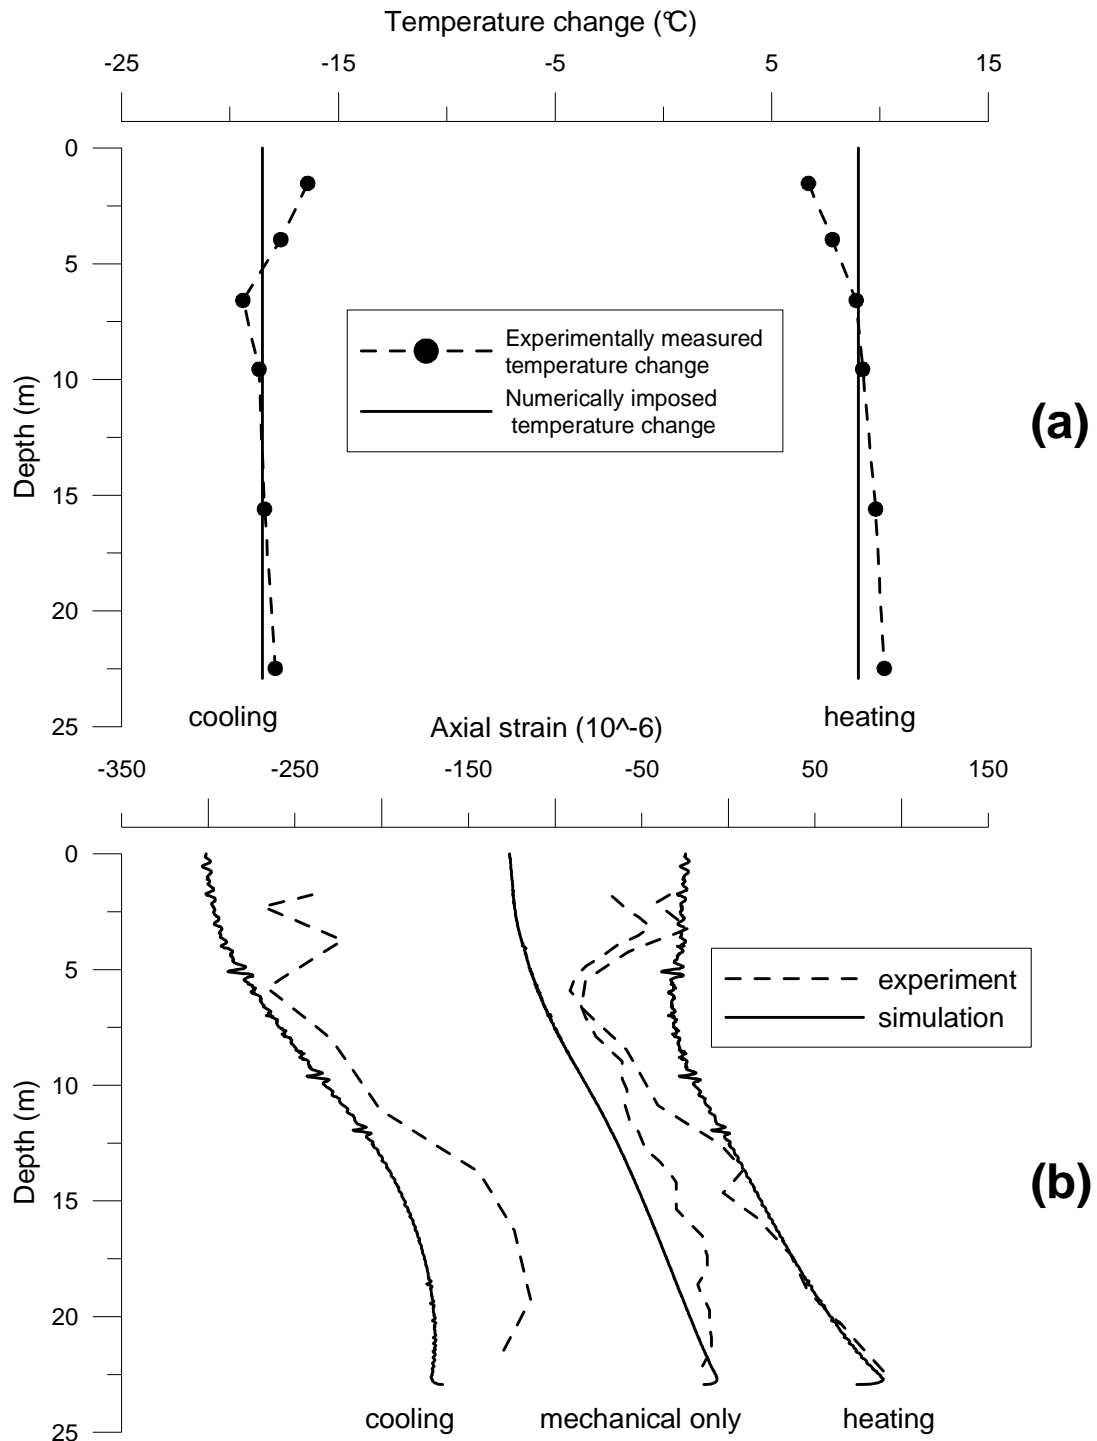 Temperature change (°C)
-25 -15 -5 5 15
0
5
10
15
20
25
Depth (m)
Experimentally measured
temperature change
Numerically imposed
temperature change
(a)
cooling heating
Axial strain (10^-6)
-350 -250 -150 -50 50 150
0
5
10
15
20
25
Depth (m)
experiment
simulation
(b)
cooling mechanical only heating